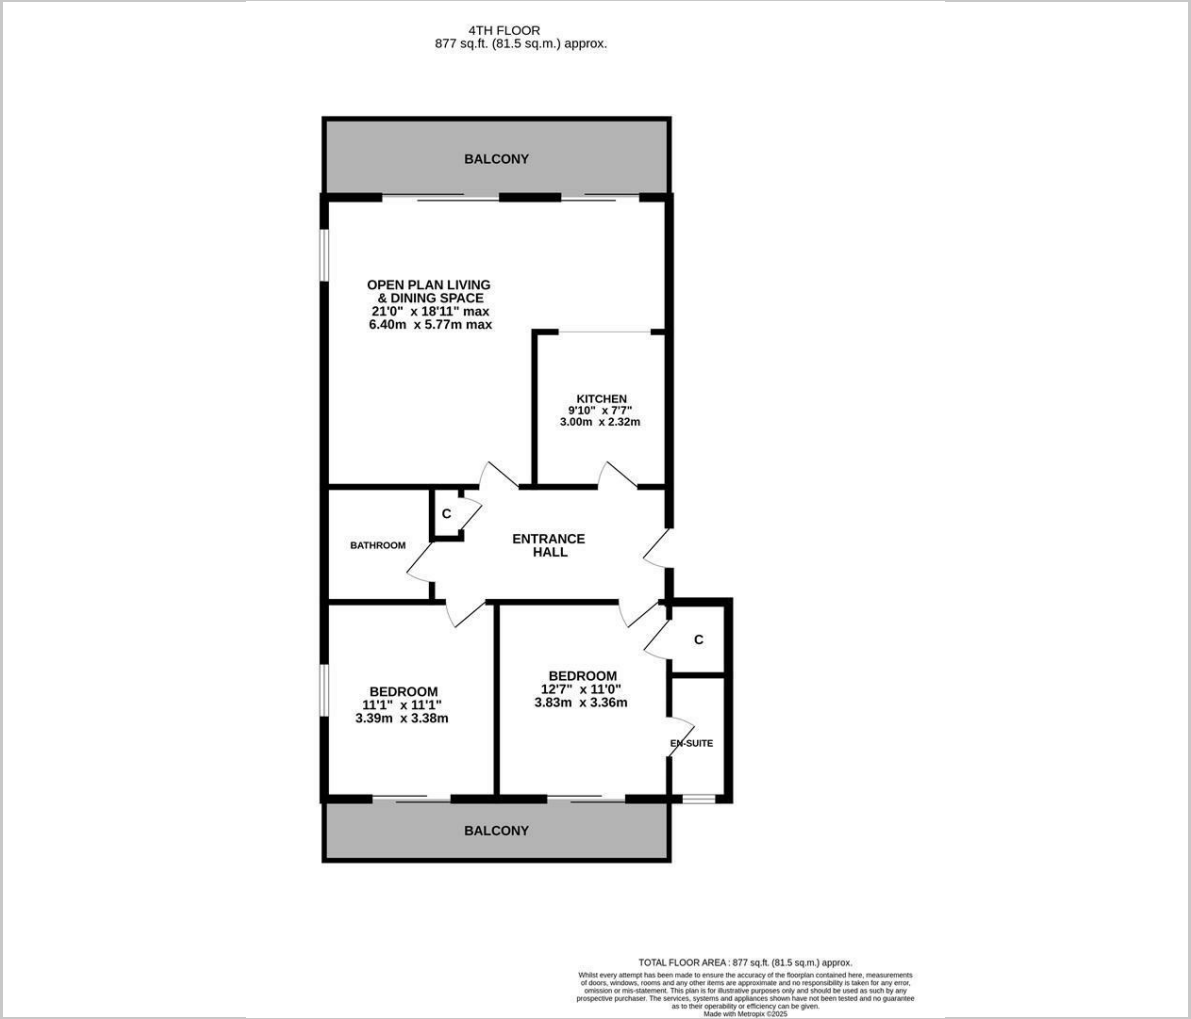 4TH FLOOR
877 sq.ft. (81.5 sq.m.) approx.
BALCONY
OPEN PLAN LIVING
& DINING SPACE
21'0" x 18'11" max
6.40m x 5.77m max
KITCHEN
9'10" x 7'7"
3.00m x 2.32m
C
BATHROOM
ENTRANCE
HALL
C
BEDROOM
11'1" x 11'1"
3.39m x 3.38m
BEDROOM
12'7" x 11'0"
3.83m x 3.36m
EN-SUITE
BALCONY
TOTAL FLOOR AREA : 877 sq.ft. (81.5 sq.m.) approx.
Whilst every attempt has been made to ensure the accuracy of the floorplan contained here, measurements
of doors, windows, rooms and any other items are approximate and no responsibility is taken for any error,
omission or mis-statement. This plan is for illustrative purposes only and should be used as such by any
prospective purchaser. The services, systems and appliances shown have not been tested and no guarantee
as to their operability or efficiency can be given.
Made with Metropix ©2025